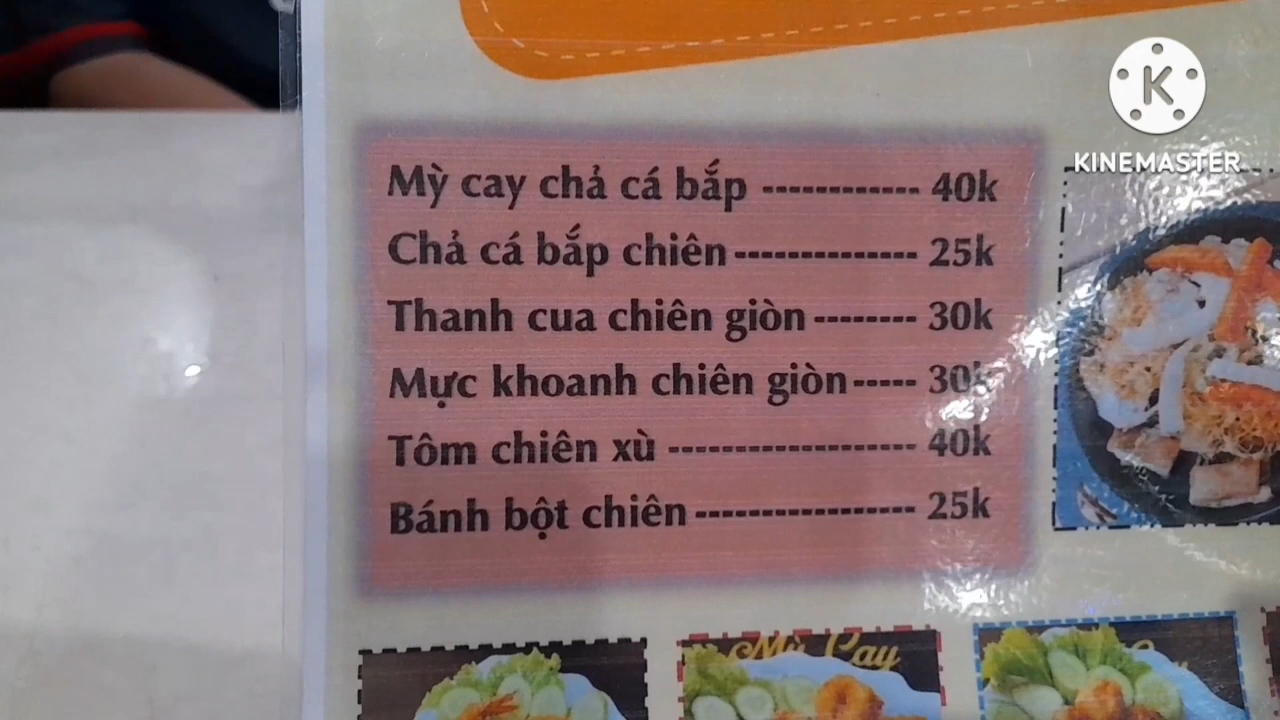 KINEMASTER
Mỳ cay chả cá bắp ------------ 40k
Chả cá bắp chiên -------------- 25k
Thanh cua chiên giòn -------- 30k
Mực khoanh chiên giòn ----- 30k
Tôm chiên xù ------------------- 40k
Bánh bột chiên ----------------- 25k
Mỳ Cay